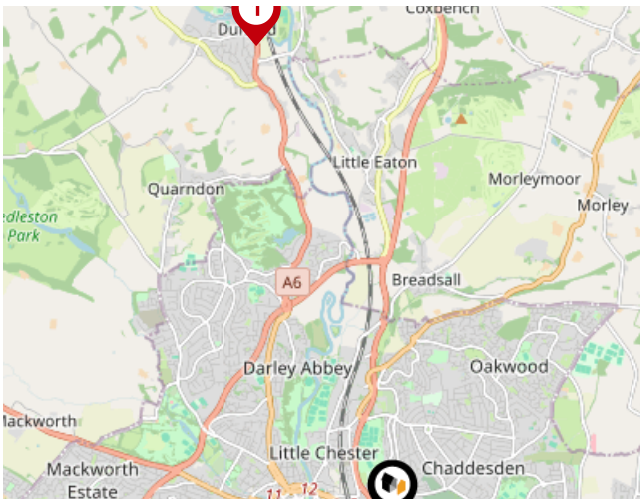 Coxbench
Little Eaton
Quarndon
Morleymoor
Morley
edleston
Park
A6
Breadsall
Darley Abbey
Oakwood
Mackworth
Little Chester
Chaddesden
Mackworth
Estate
11
12